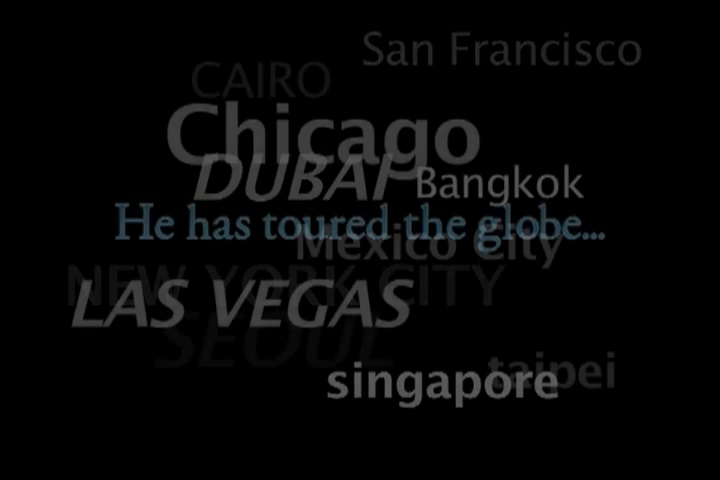 San Francisco
CAIRO
Chicago
DUBAI
Bangkok
He has toured the globe...
Mexico City
NEW YORK CITY
LAS VEGAS
SEOUL
taipei
singapore